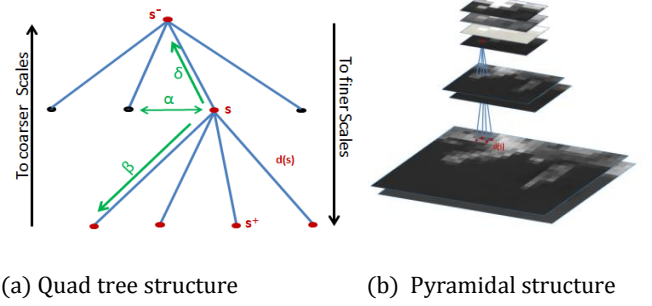 s⁻
To coarser Scales
δ
α
s
β
d(s)
s⁺
To finer Scales
(a) Quad tree structure
(b) Pyramidal structure